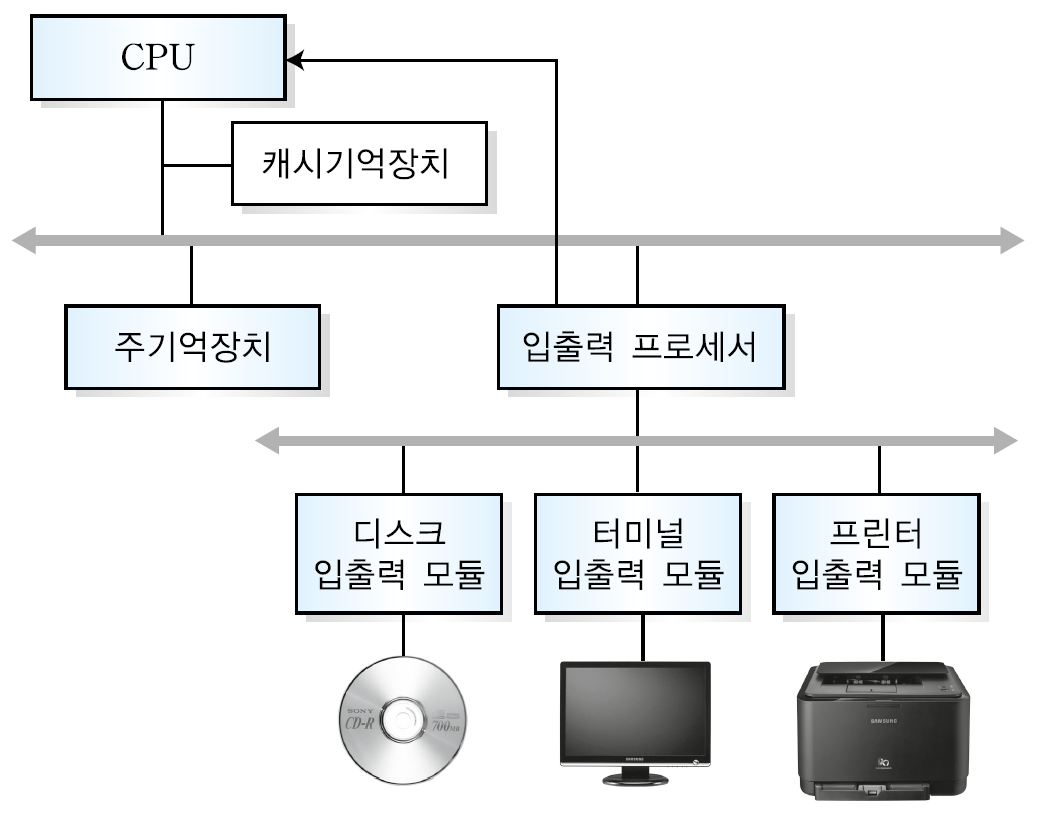 CPU
캐시기억장치
주기억장치
입출력 프로세서
디스크
입출력 모듈
터미널
입출력 모듈
프린터
입출력 모듈
SONY
CD-R
700MB
SAMSUNG
SAMSUNG